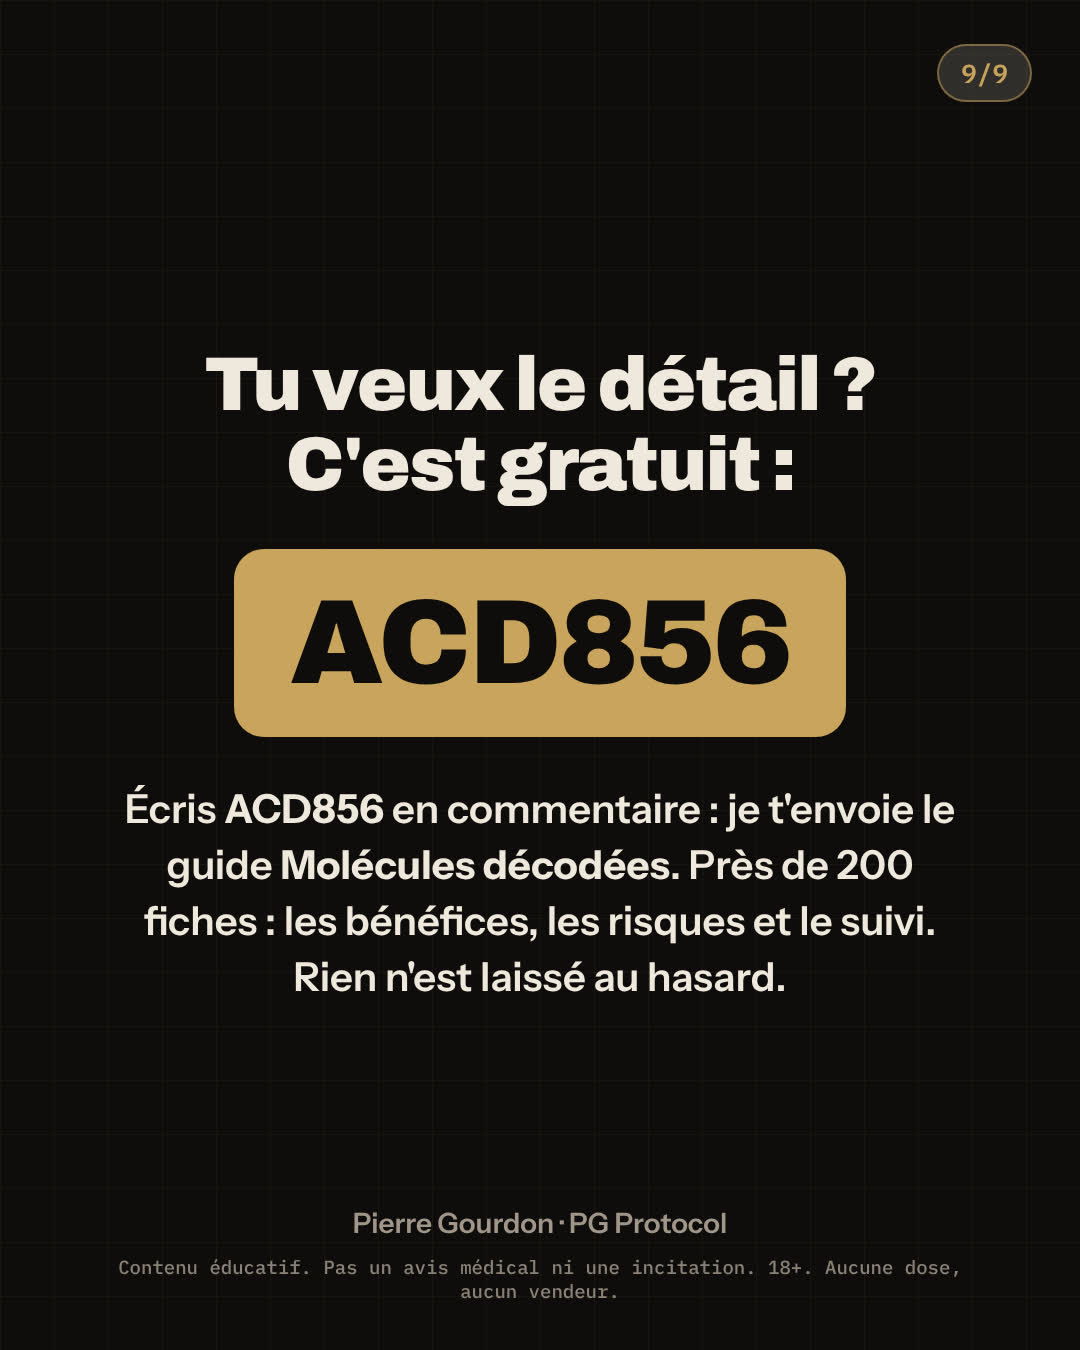 9/9
Tu veux le détail ?
C'est gratuit :
ACD856
Écris ACD856 en commentaire : je t'envoie le
guide Molécules décodées. Près de 200
fiches : les bénéfices, les risques et le suivi.
Rien n'est laissé au hasard.
Pierre Gourdon · PG Protocol
Contenu éducatif. Pas un avis médical ni une incitation. 18+. Aucune dose,
aucun vendeur.